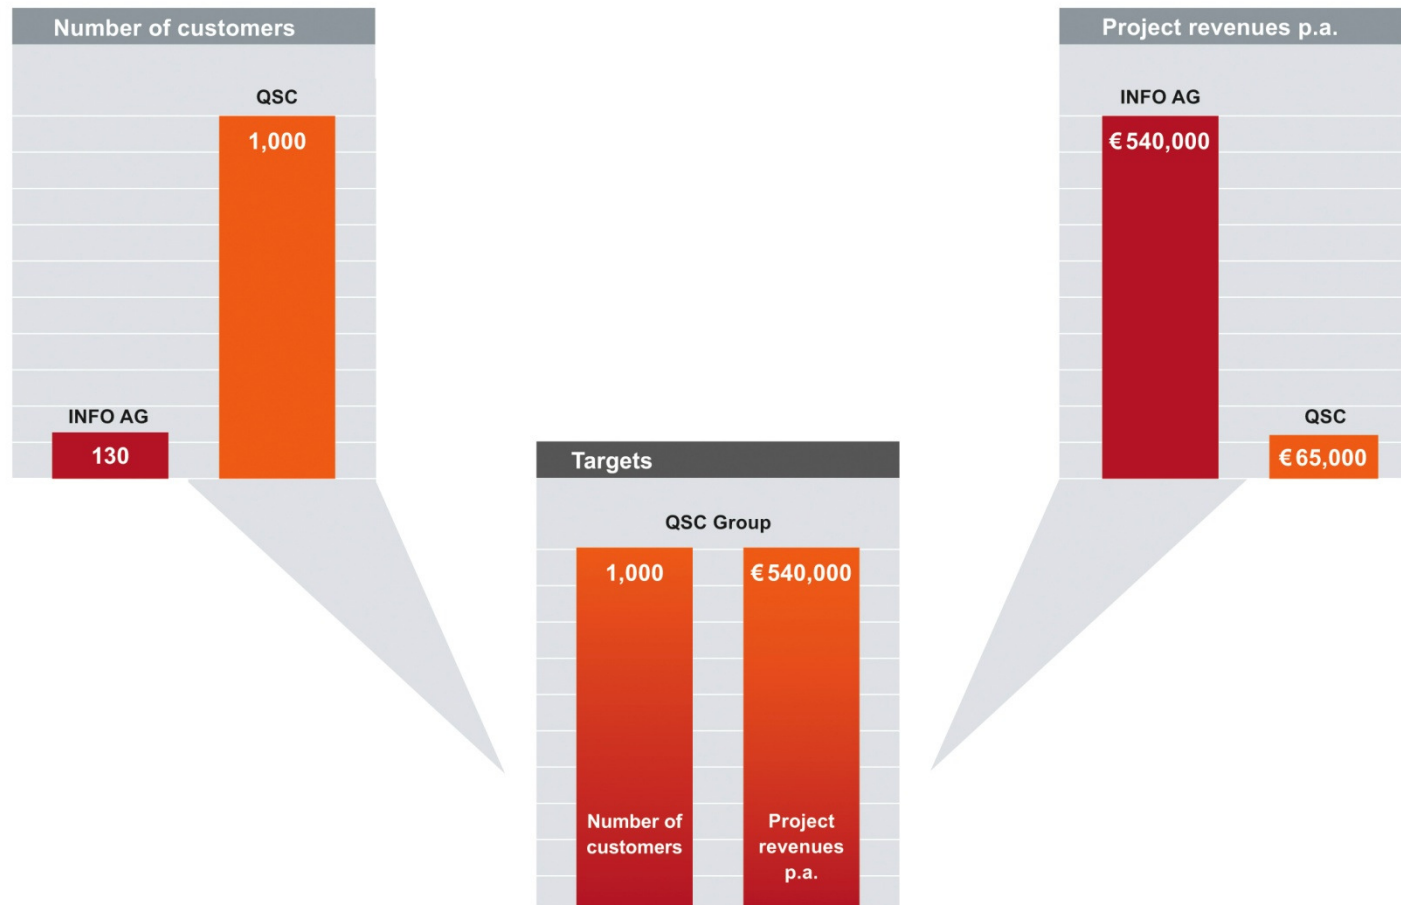 Number of customers
QSC
1,000
INFO AG
130
Project revenues p.a.
INFO AG
€ 540,000
QSC
€ 65,000
Targets
QSC Group
1,000
€ 540,000
Number of
customers
Project
revenues
p.a.